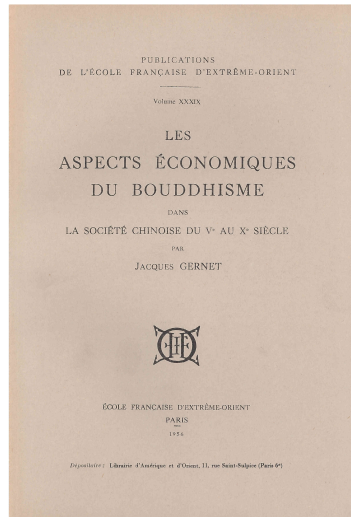 PUBLICATIONS
DE L'ÉCOLE FRANÇAISE D'EXTRÊME-ORIENT
Volume XXXIX
LES
ASPECTS ÉCONOMIQUES
DU BOUDDHISME
DANS
LA SOCIÉTÉ CHINOISE DU Vᵉ AU Xᵉ SIÈCLE
PAR
JACQUES GERNET
ÉCOLE FRANÇAISE D'EXTRÊME-ORIENT
PARIS
1956
Dépositaire : Librairie d'Amérique et d'Orient, 11, rue Saint-Sulpice (Paris 6ᵉ)